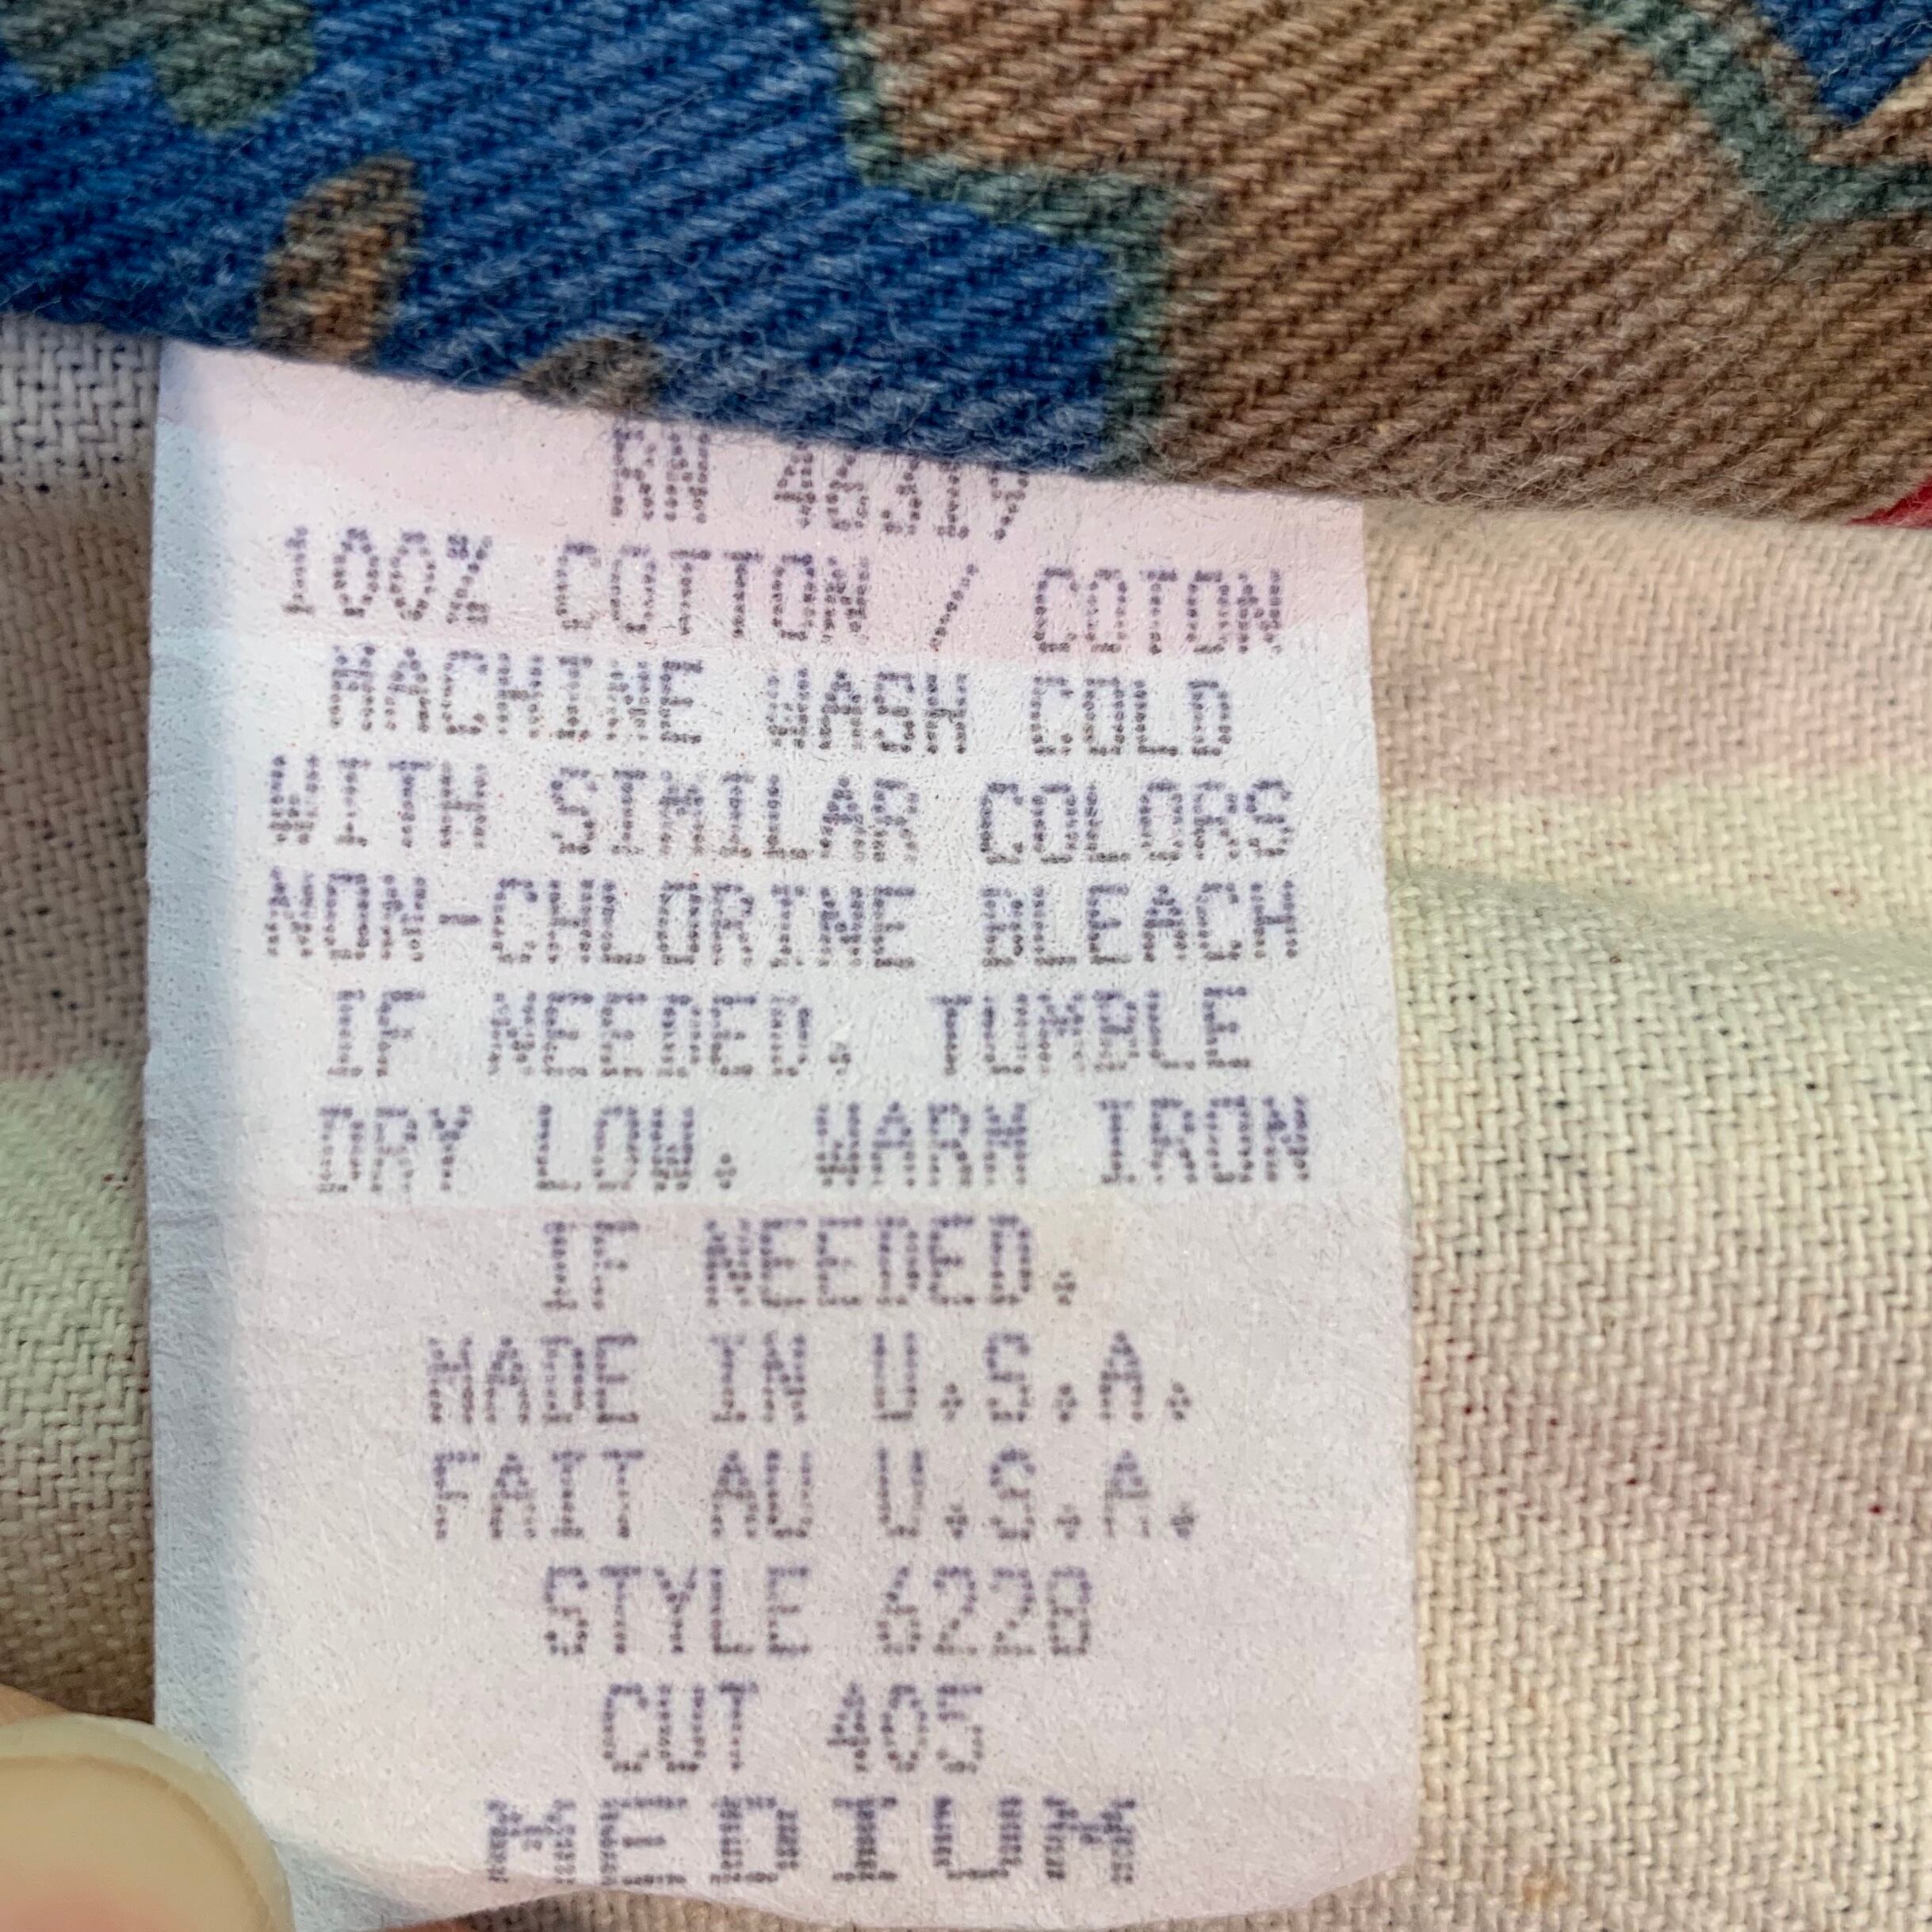 RN 46319
100% COTTON / COTON
MACHINE WASH COLD
WITH SIMILAR COLORS
NON-CHLORINE BLEACH
IF NEEDED. TUMBLE
DRY LOW. WARM IRON
IF NEEDED.
MADE IN U.S.A.
FAIT AU U.S.A.
STYLE 6228
CUT 405
MEDIUM